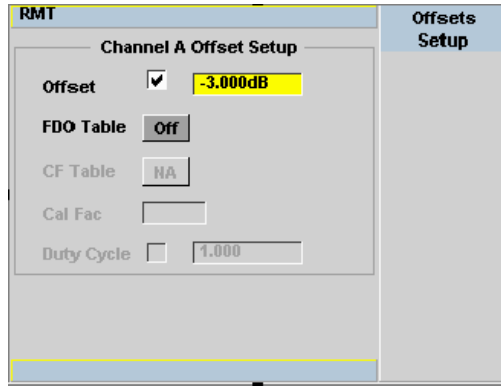 RMT
Offsets
Setup
Channel A Offset Setup
Offset -3.000dB
FDO Table Off
CF Table NA
Cal Fac
Duty Cycle 1.000